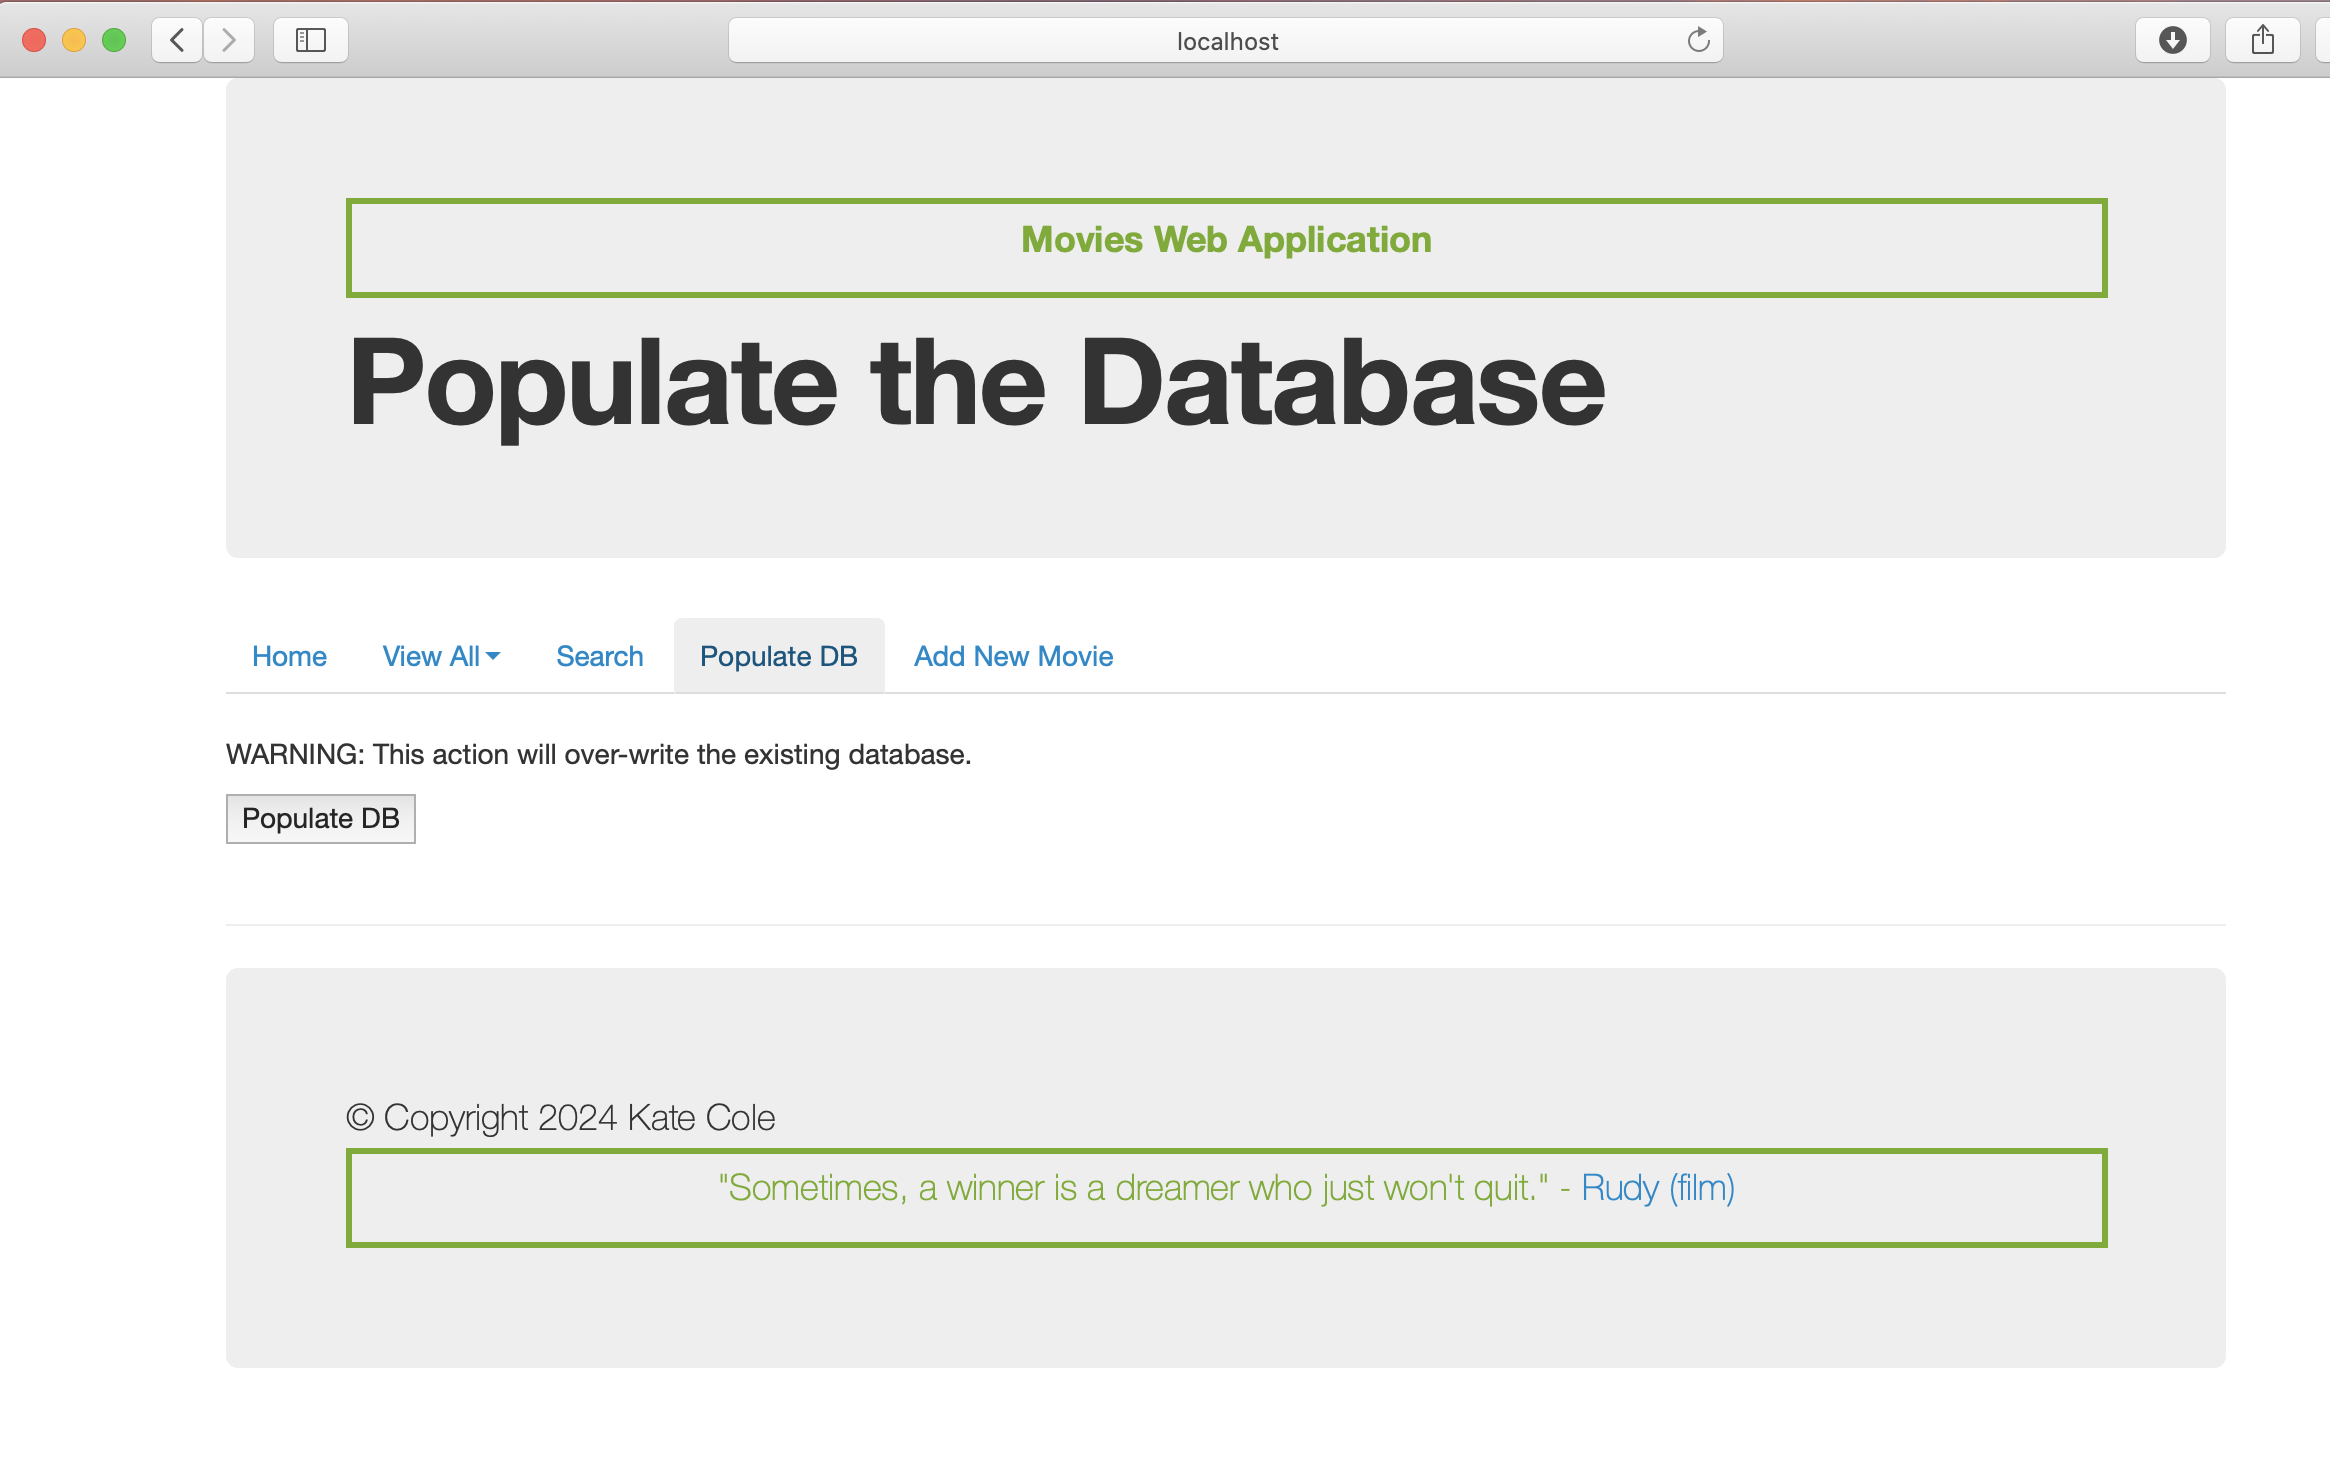 localhost
Movies Web Application
Populate the Database
Home View All Search Populate DB Add New Movie
WARNING: This action will over-write the existing database.
Populate DB
© Copyright 2024 Kate Cole
"Sometimes, a winner is a dreamer who just won't quit." - Rudy (film)